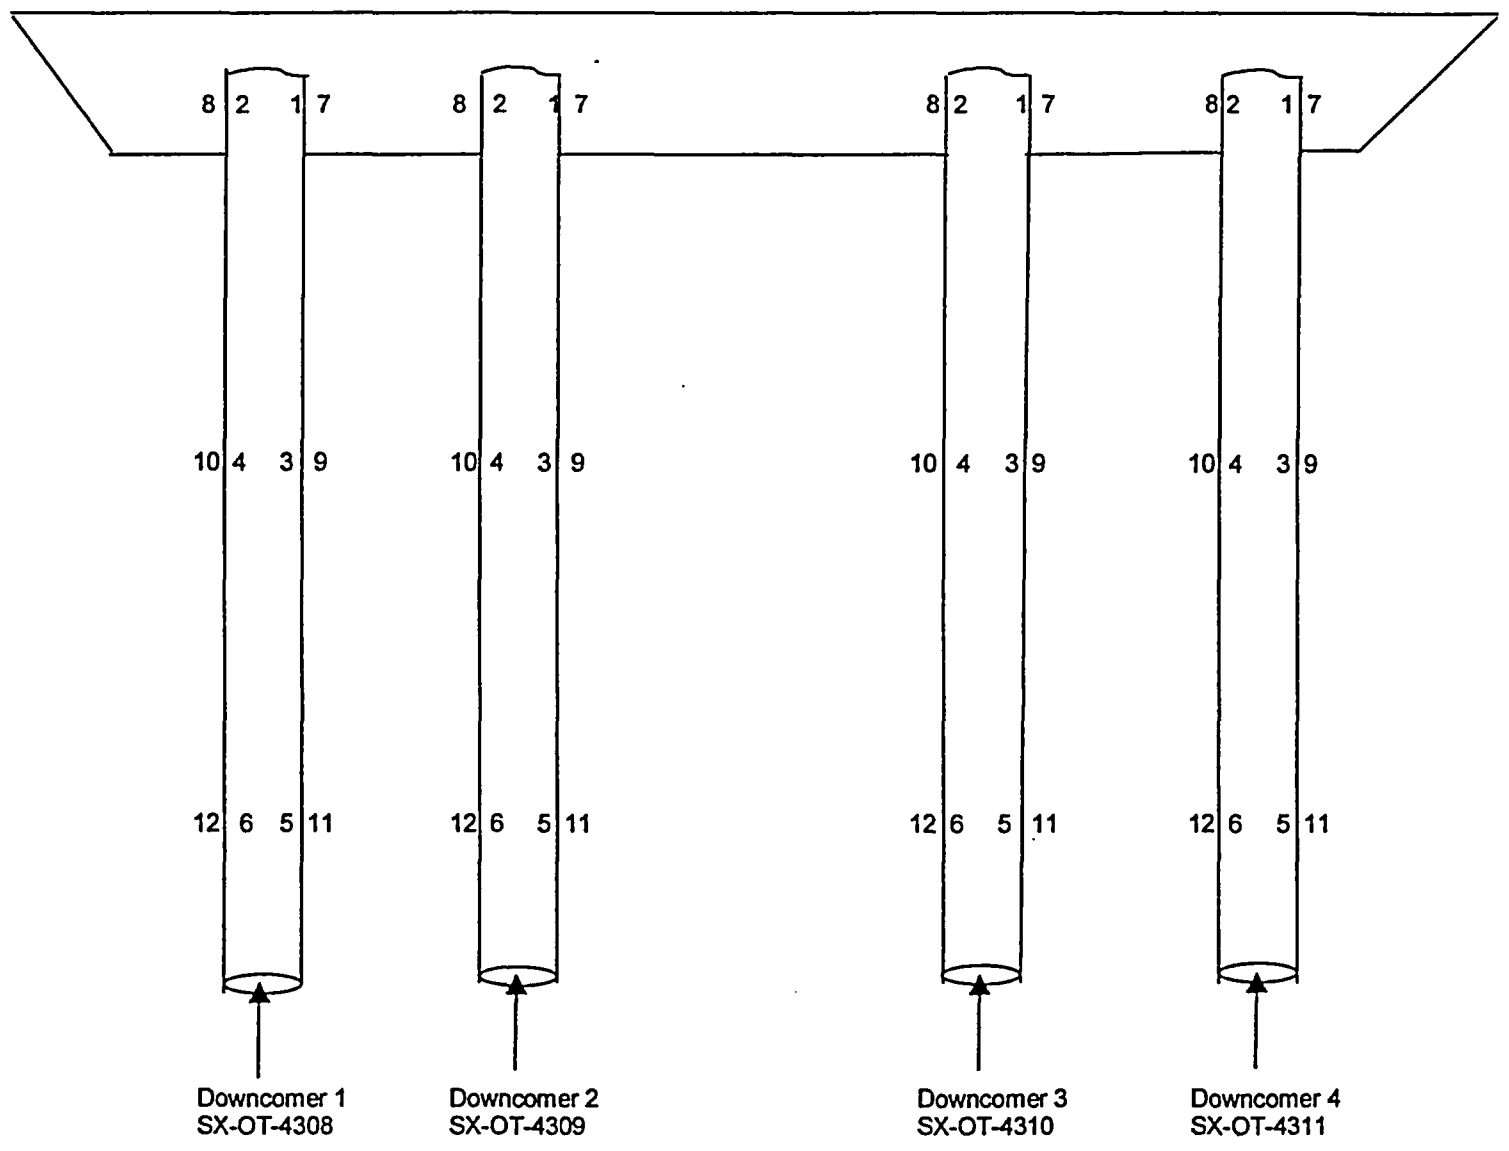 8 2 1 7 8 2 1 7 8 2 1 7 8 2 1 7
10 4 3 9 10 4 3 9 10 4 3 9 10 4 3 9
12 6 5 11 12 6 5 11 12 6 5 11 12 6 5 11
Downcomer 1
SX-OT-4308
Downcomer 2
SX-OT-4309
Downcomer 3
SX-OT-4310
Downcomer 4
SX-OT-4311